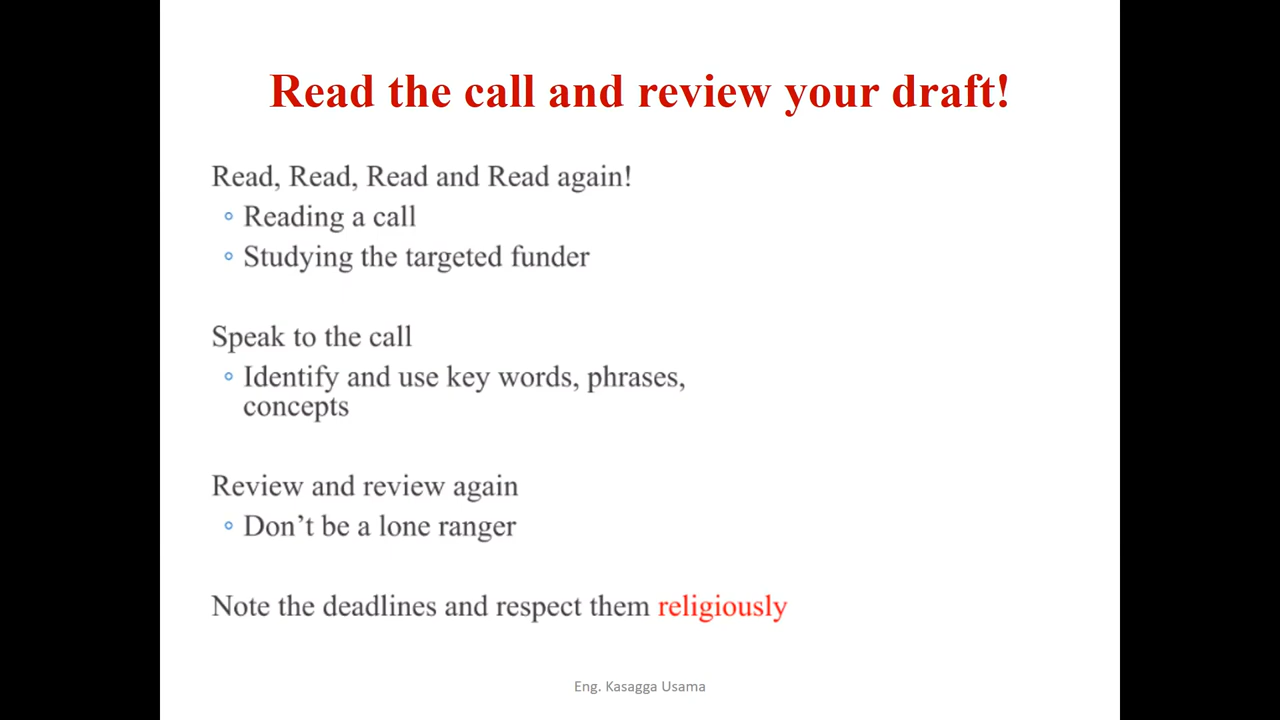 Read the call and review your draft!
Read, Read, Read and Read again!
◦ Reading a call
◦ Studying the targeted funder
Speak to the call
◦ Identify and use key words, phrases,
concepts
Review and review again
◦ Don’t be a lone ranger
Note the deadlines and respect them religiously
Eng. Kasagga Usama